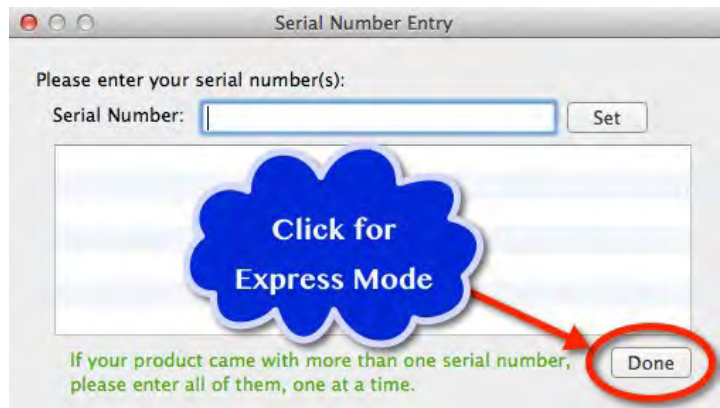 Serial Number Entry
Please enter your serial number(s):
Serial Number:
Set
Click for
Express Mode
If your product came with more than one serial number,
please enter all of them, one at a time.
Done